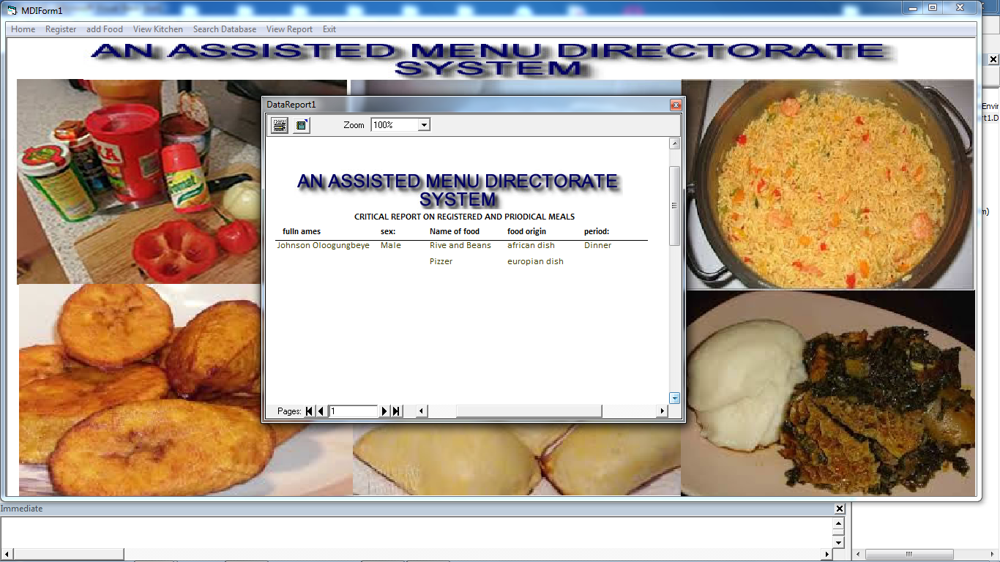 MDIForm1
Home Register add Food View Kitchen Search Database View Report Exit
AN ASSISTED MENU DIRECTORATE
SYSTEM
DataReport1
Zoom 100%
AN ASSISTED MENU DIRECTORATE
SYSTEM
CRITICAL REPORT ON REGISTERED AND PRIODICAL MEALS
fulln ames sex: Name of food food origin period:
Johnson Oloogungbeye Male Rive and Beans african dish Dinner
Pizzer europian dish
Pages: 1
Immediate